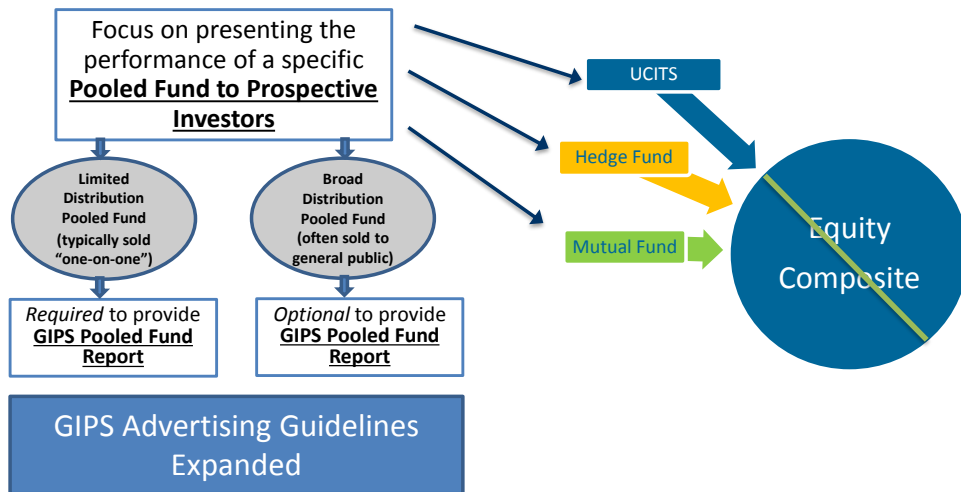 Focus on presenting the
performance of a specific
Pooled Fund to Prospective
Investors
Limited
Distribution
Pooled Fund
(typically sold
“one-on-one”)
Broad
Distribution
Pooled Fund
(often sold to
general public)
Required to provide
GIPS Pooled Fund
Report
Optional to provide
GIPS Pooled Fund
Report
GIPS Advertising Guidelines
Expanded
UCITS
Hedge Fund
Mutual Fund
Equity
Composite